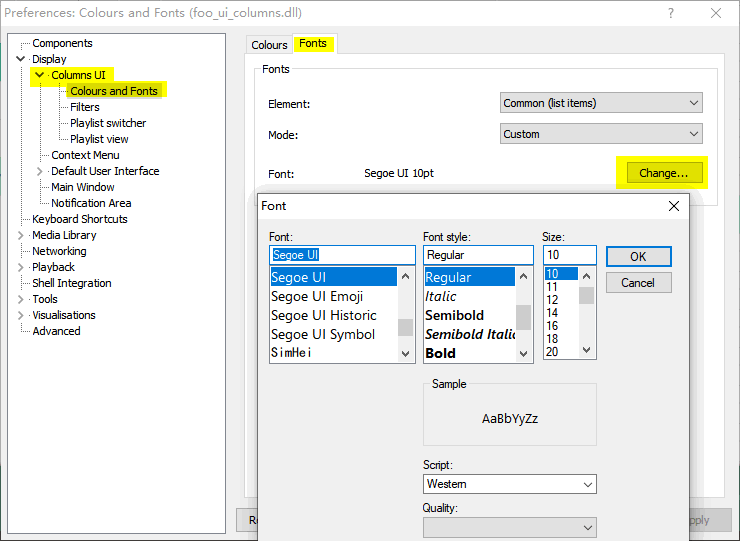 Preferences: Colours and Fonts (foo_ui_columns.dll)
Components
Display
Columns UI
Colours and Fonts
Filters
Playlist switcher
Playlist view
Context Menu
Default User Interface
Main Window
Notification Area
Keyboard Shortcuts
Media Library
Networking
Playback
Shell Integration
Tools
Visualisations
Advanced
Colours Fonts
Fonts
Element: Common (list items)
Mode: Custom
Font: Segoe UI 10pt Change...
Font
Font: Font style: Size:
Segoe UI Regular 10 OK
Segoe UI Regular 10 Cancel
Segoe UI Emoji Italic 11
Segoe UI Historic Semibold 12
Segoe UI Symbol Semibold Italic 14
SimHei Bold 16
18
20
Sample
AaBbYyZz
Script:
Western
Quality: